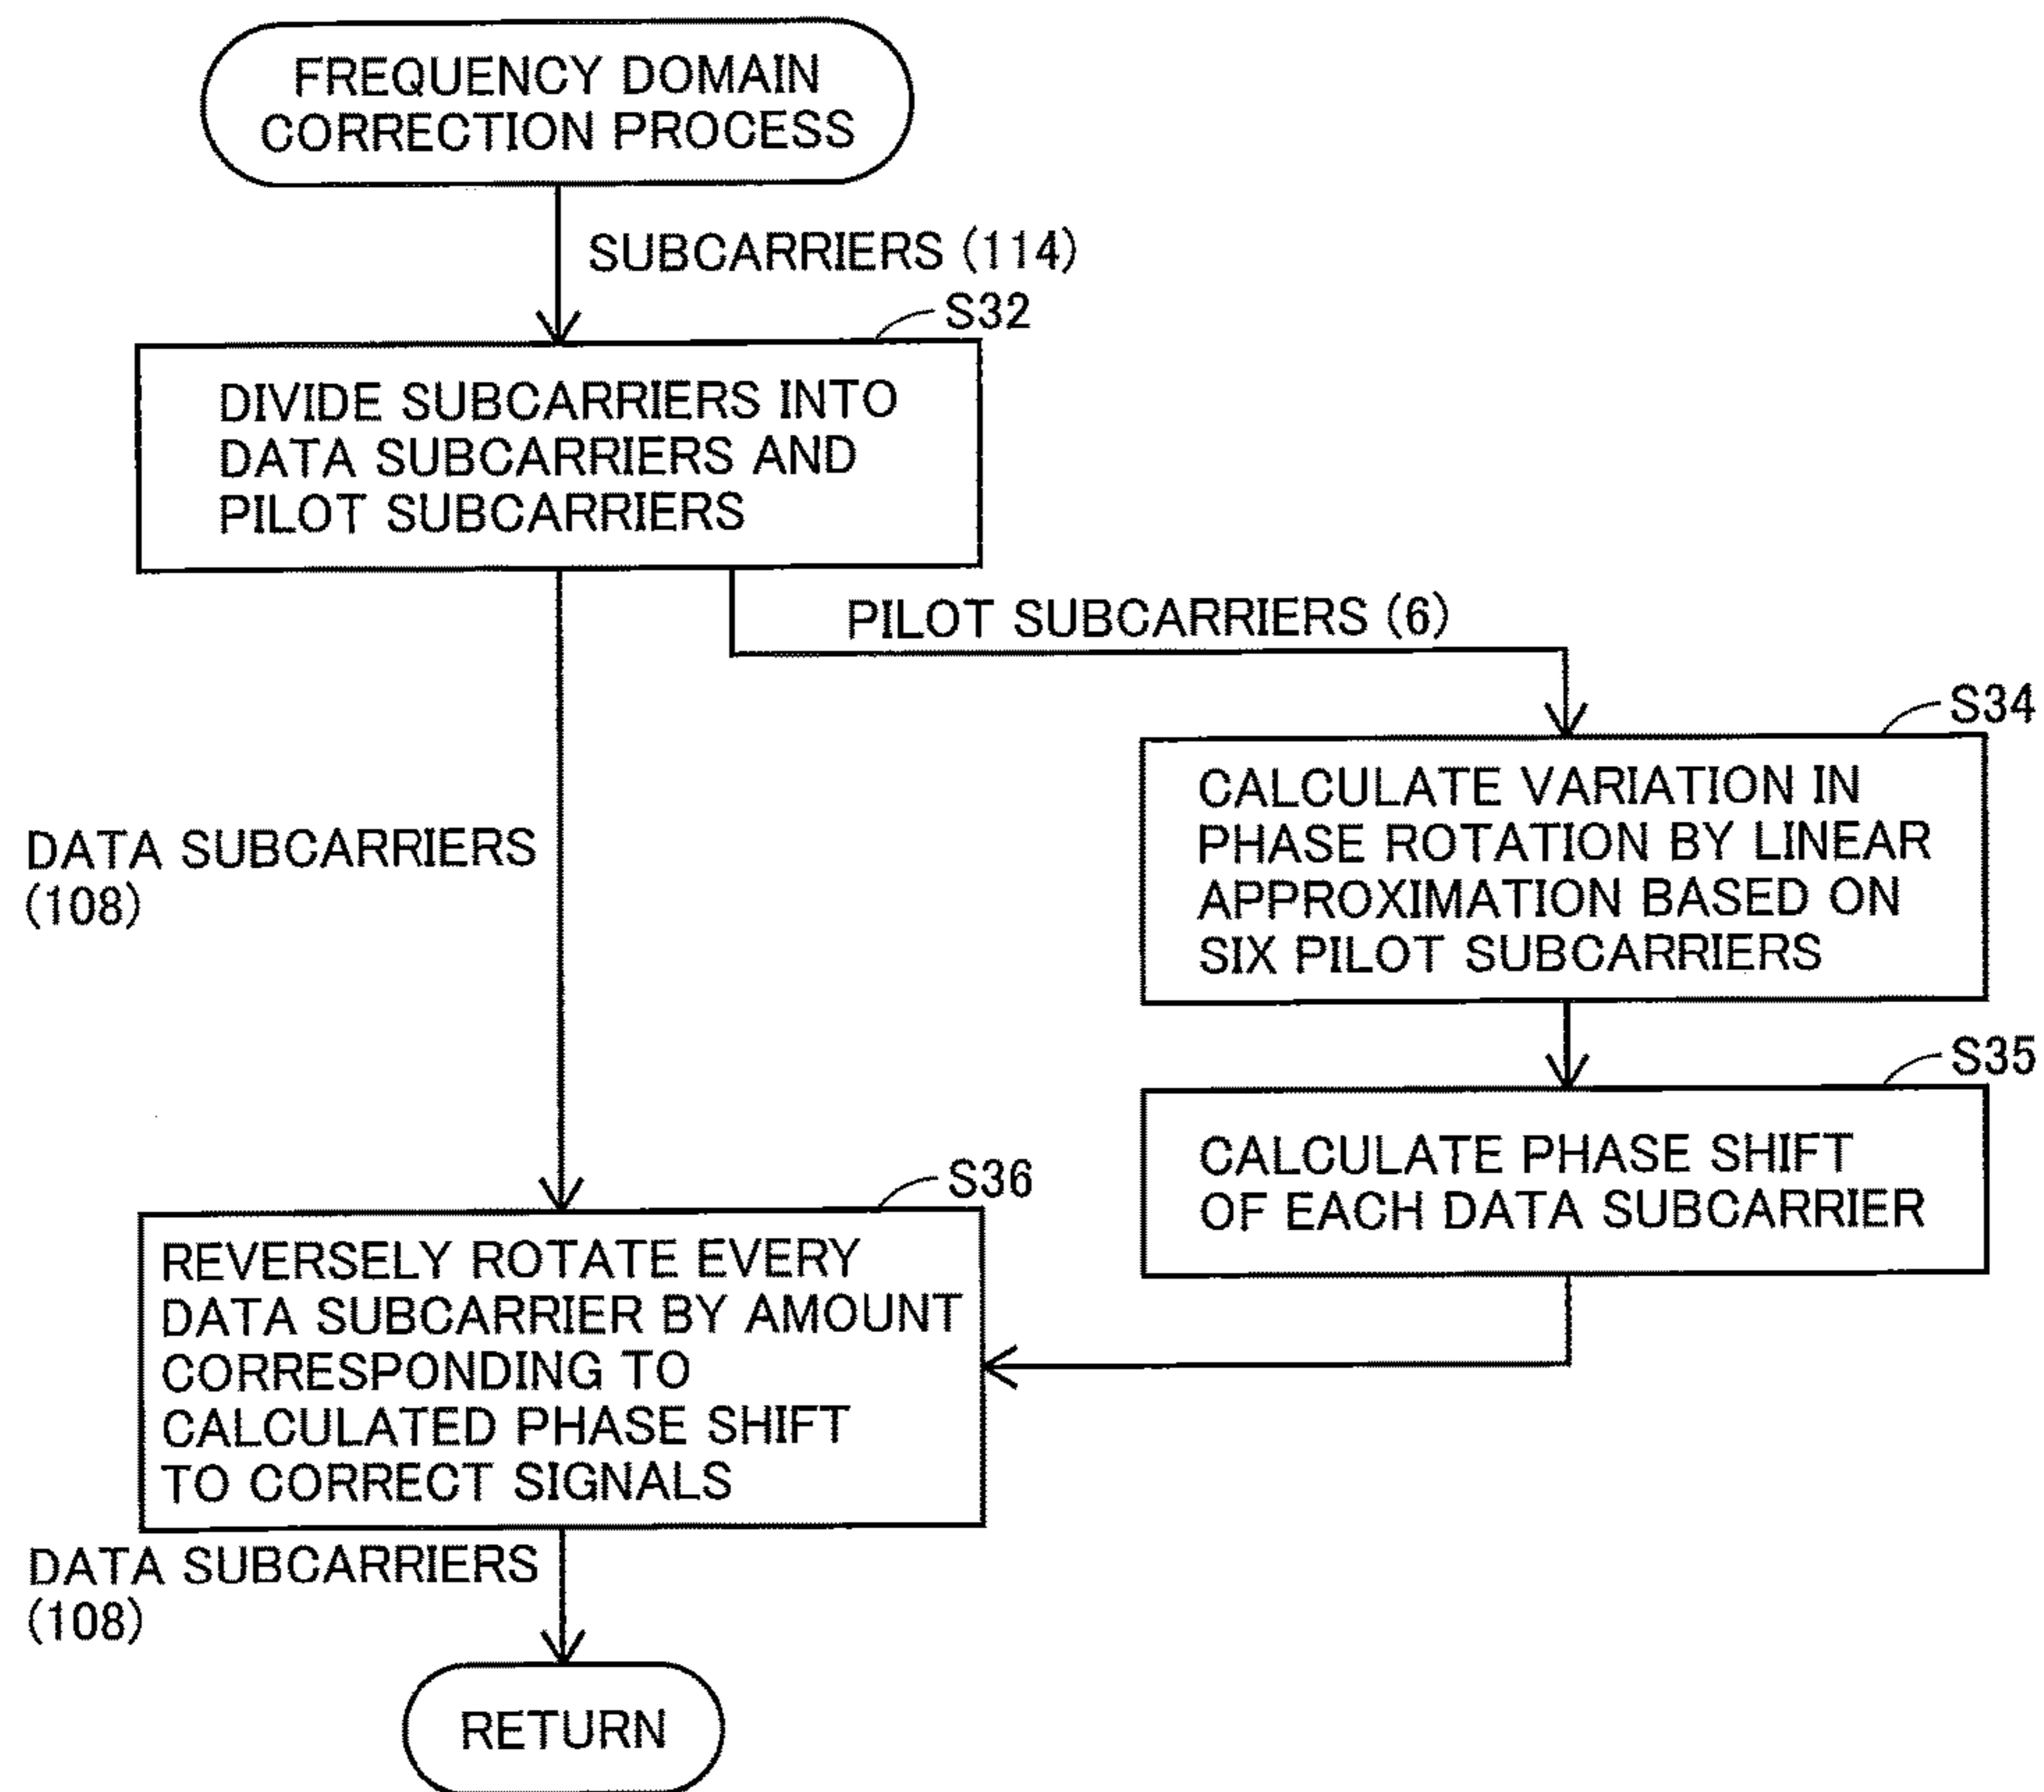 FREQUENCY DOMAIN
CORRECTION PROCESS
SUBCARRIERS (114)
S32
DIVIDE SUBCARRIERS INTO
DATA SUBCARRIERS AND
PILOT SUBCARRIERS
PILOT SUBCARRIERS (6)
S34
CALCULATE VARIATION IN
PHASE ROTATION BY LINEAR
APPROXIMATION BASED ON
SIX PILOT SUBCARRIERS
DATA SUBCARRIERS
(108)
S35
CALCULATE PHASE SHIFT
OF EACH DATA SUBCARRIER
S36
REVERSELY ROTATE EVERY
DATA SUBCARRIER BY AMOUNT
CORRESPONDING TO
CALCULATED PHASE SHIFT
TO CORRECT SIGNALS
DATA SUBCARRIERS
(108)
RETURN